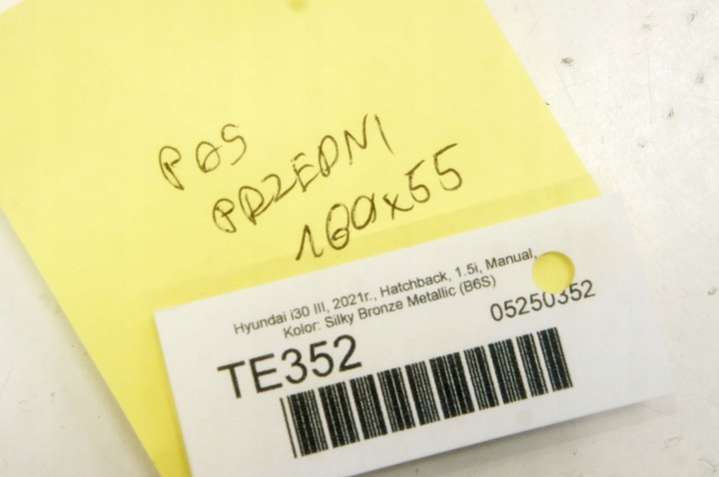 PAS
PRZEDNI
160x55
Hyundai i30 III, 2021r., Hatchback, 1.5i, Manual,
Kolor: Silky Bronze Metallic (B6S)
TE352
05250352